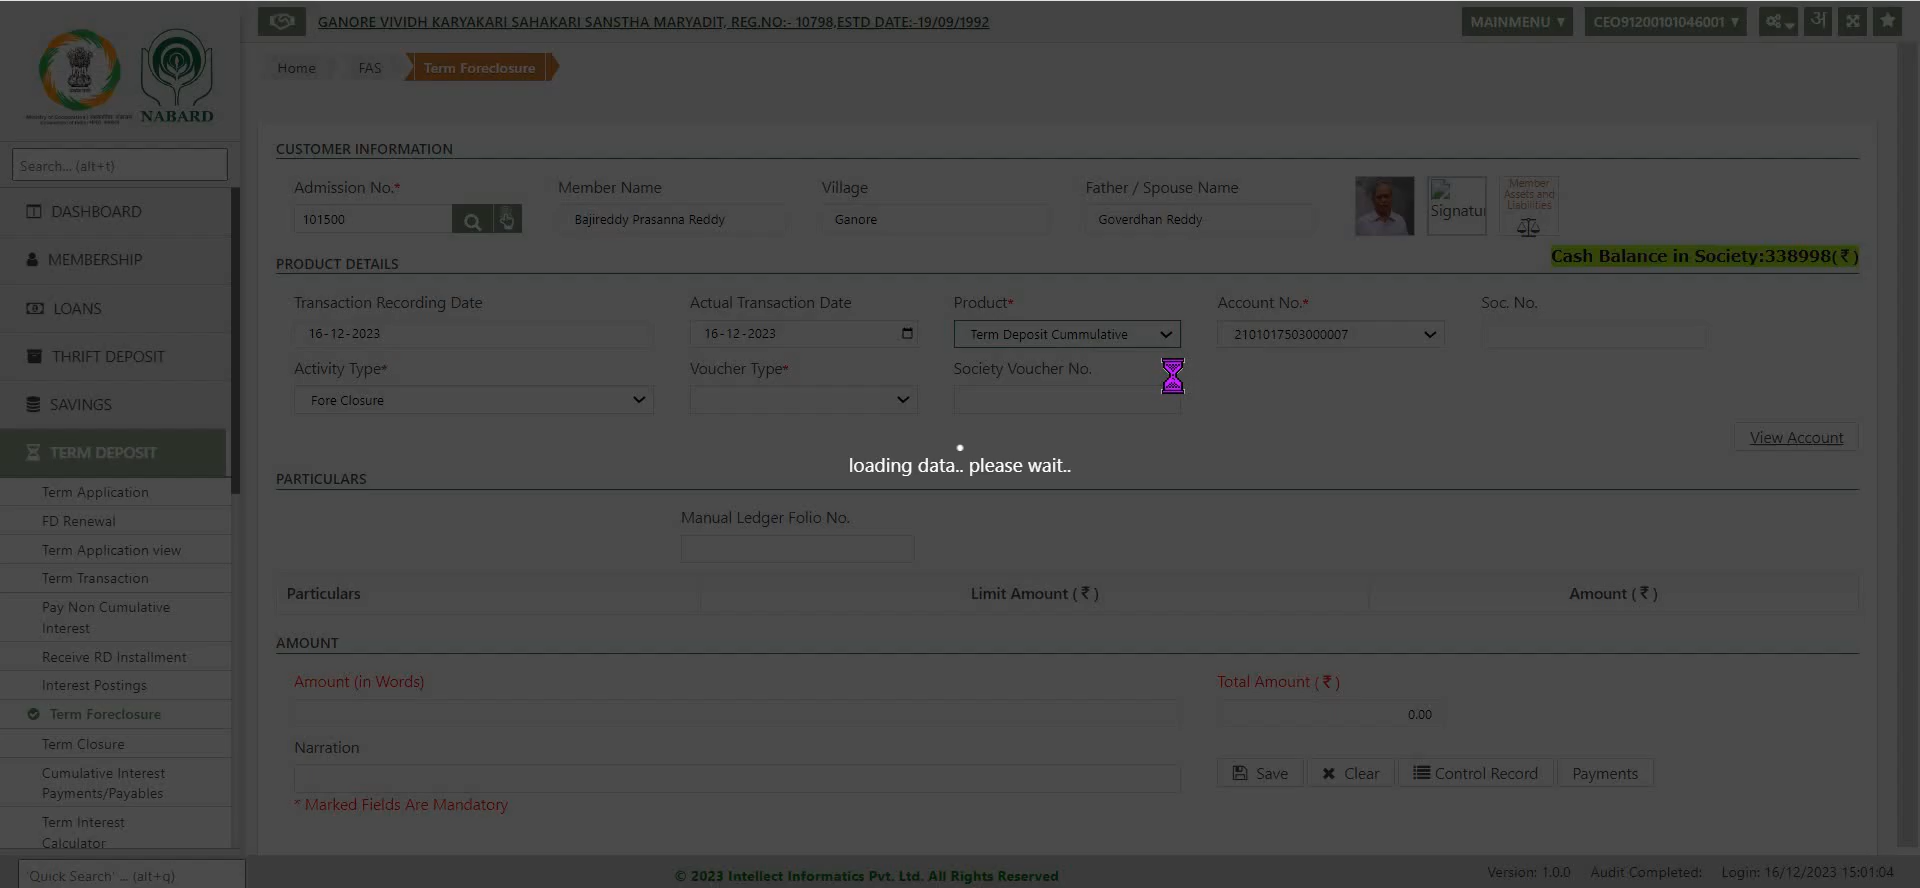 GANORE VIVIDH KARYAKARI SAHAKARI SANSTHA MARYADIT, REG.NO:- 10798,ESTD DATE:-19/09/1992
MAINMENU ▾
CEO91200101046001 ▾
अ
NABARD
Home
FAS
Term Foreclosure
Search... (alt+t)
DASHBOARD
MEMBERSHIP
LOANS
THRIFT DEPOSIT
SAVINGS
TERM DEPOSIT
Term Application
FD Renewal
Term Application view
Term Transaction
Pay Non Cumulative
Interest
Receive RD Installment
Interest Postings
Term Foreclosure
Term Closure
Cumulative Interest
Payments/Payables
Term Interest
Calculator
'Quick Search' ... (alt+q)
CUSTOMER INFORMATION
Admission No.*
Member Name
Village
Father / Spouse Name
101500
Bajireddy Prasanna Reddy
Ganore
Goverdhan Reddy
Signatu
Member
Assets and
Liabilities
Cash Balance in Society:338998(₹)
PRODUCT DETAILS
Transaction Recording Date
Actual Transaction Date
Product*
Account No.*
Soc. No.
16-12-2023
16-12-2023
Term Deposit Cummulative
2101017503000007
Activity Type*
Voucher Type*
Society Voucher No.
Fore Closure
View Account
loading data.. please wait..
PARTICULARS
Manual Ledger Folio No.
Particulars
Limit Amount (₹)
Amount (₹)
AMOUNT
Amount (in Words)
Total Amount (₹)
0.00
Narration
Save
Clear
Control Record
Payments
* Marked Fields Are Mandatory
© 2023 Intellect Informatics Pvt. Ltd. All Rights Reserved
Version: 1.0.0
Audit Completed:
Login: 16/12/2023 15:01:04